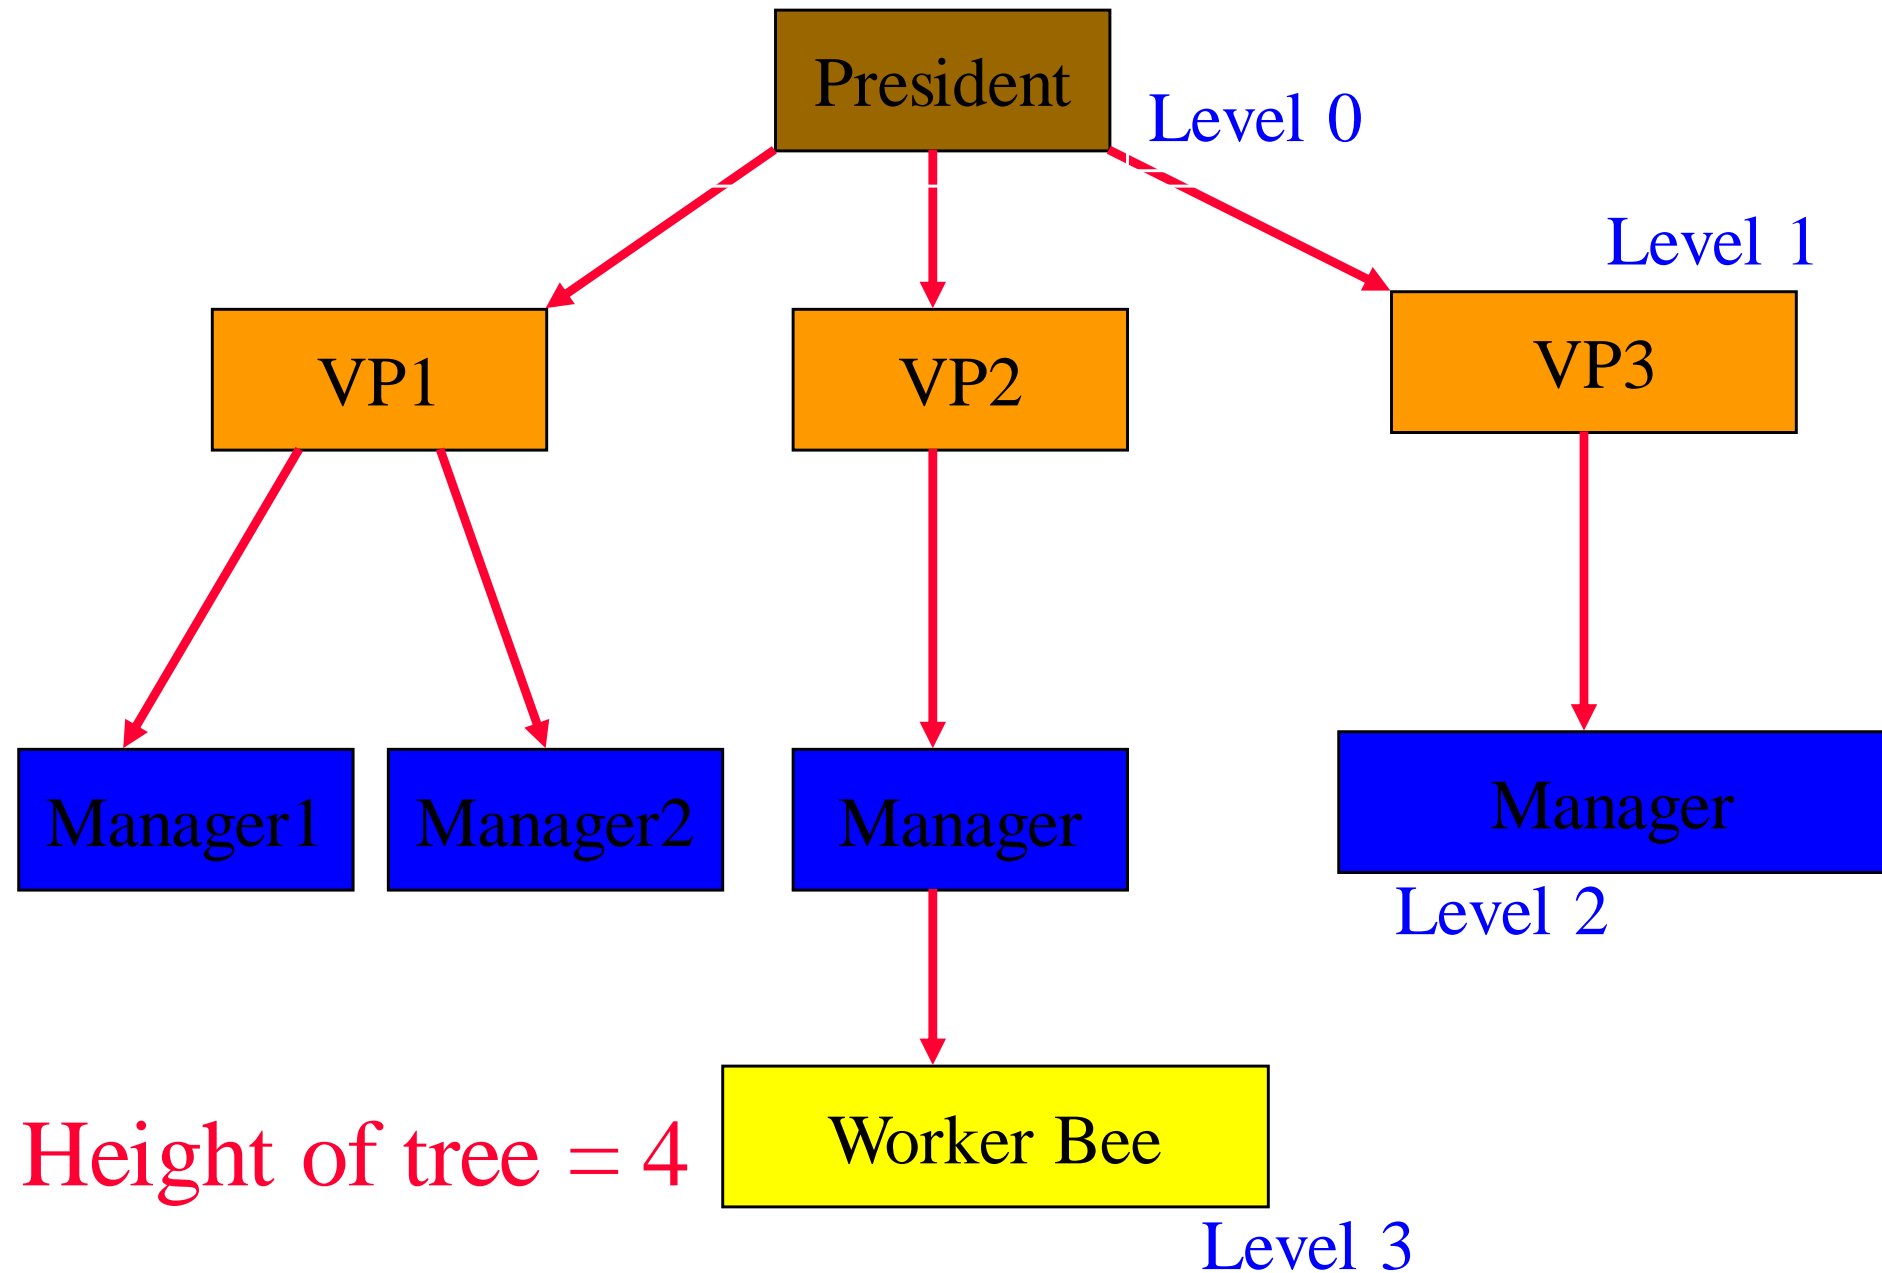 President
Level 0
Level 1
VP1
VP2
VP3
Manager1
Manager2
Manager
Manager
Level 2
Height of tree = 4
Worker Bee
Level 3